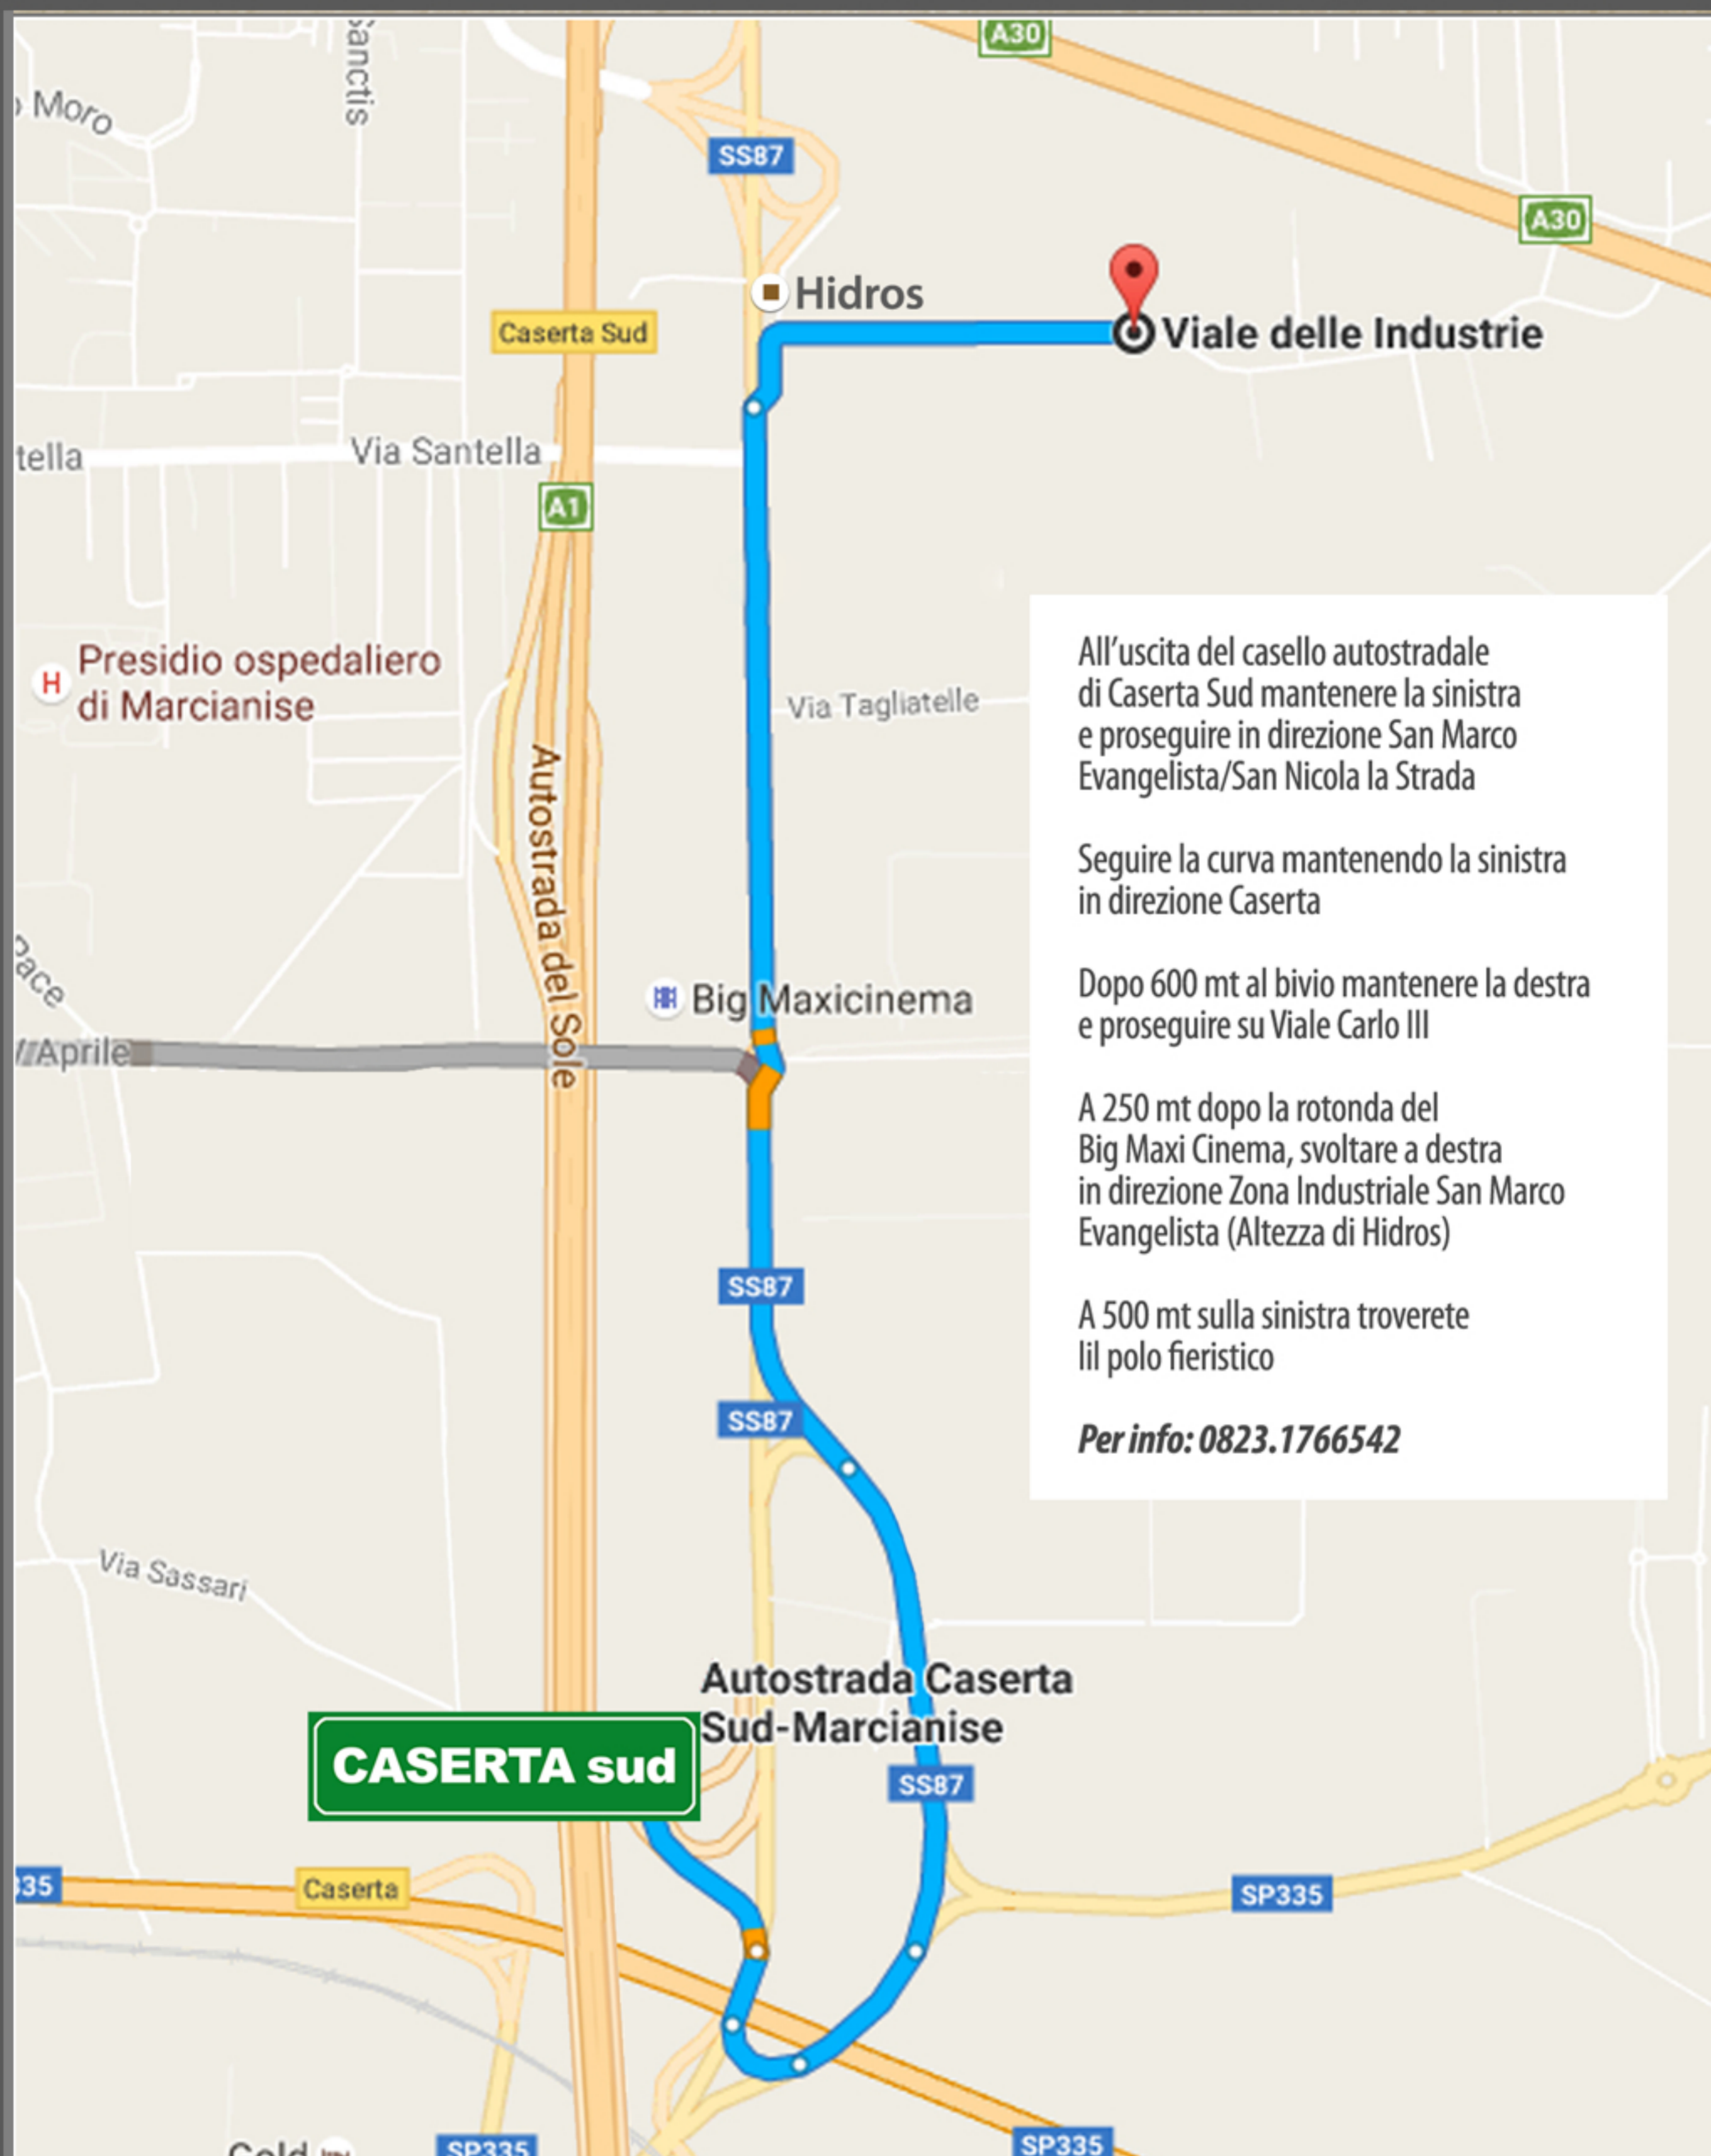 A30
Sanctis
Moro
SS87
A30
Hidros
Caserta Sud
Viale delle Industrie
tella
Via Santella
A1
Presidio ospedaliero
di Marcianise
Via Tagliatelle
Autostrada del Sole
All'uscita del casello autostradale
di Caserta Sud mantenere la sinistra
e proseguire in direzione San Marco
Evangelista/San Nicola la Strada
Seguire la curva mantenendo la sinistra
in direzione Caserta
Dopo 600 mt al bivio mantenere la destra
e proseguire su Viale Carlo III
A 250 mt dopo la rotonda del
Big Maxi Cinema, svoltare a destra
in direzione Zona Industriale San Marco
Evangelista (Altezza di Hidros)
A 500 mt sulla sinistra troverete
lil polo fieristico
Per info: 0823.1766542
Pace
Big Maxicinema
Aprile
SS87
SS87
Via Sassari
Autostrada Caserta
Sud-Marcianise
CASERTA sud
SS87
335
Caserta
SP335
SP335
SP335